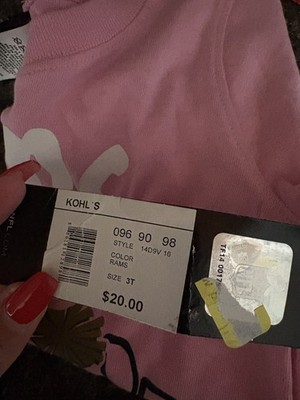 KOHL'S
096 90 98
STYLE 14D9V 16
COLOR
RAMS
SIZE 3T
$20.00